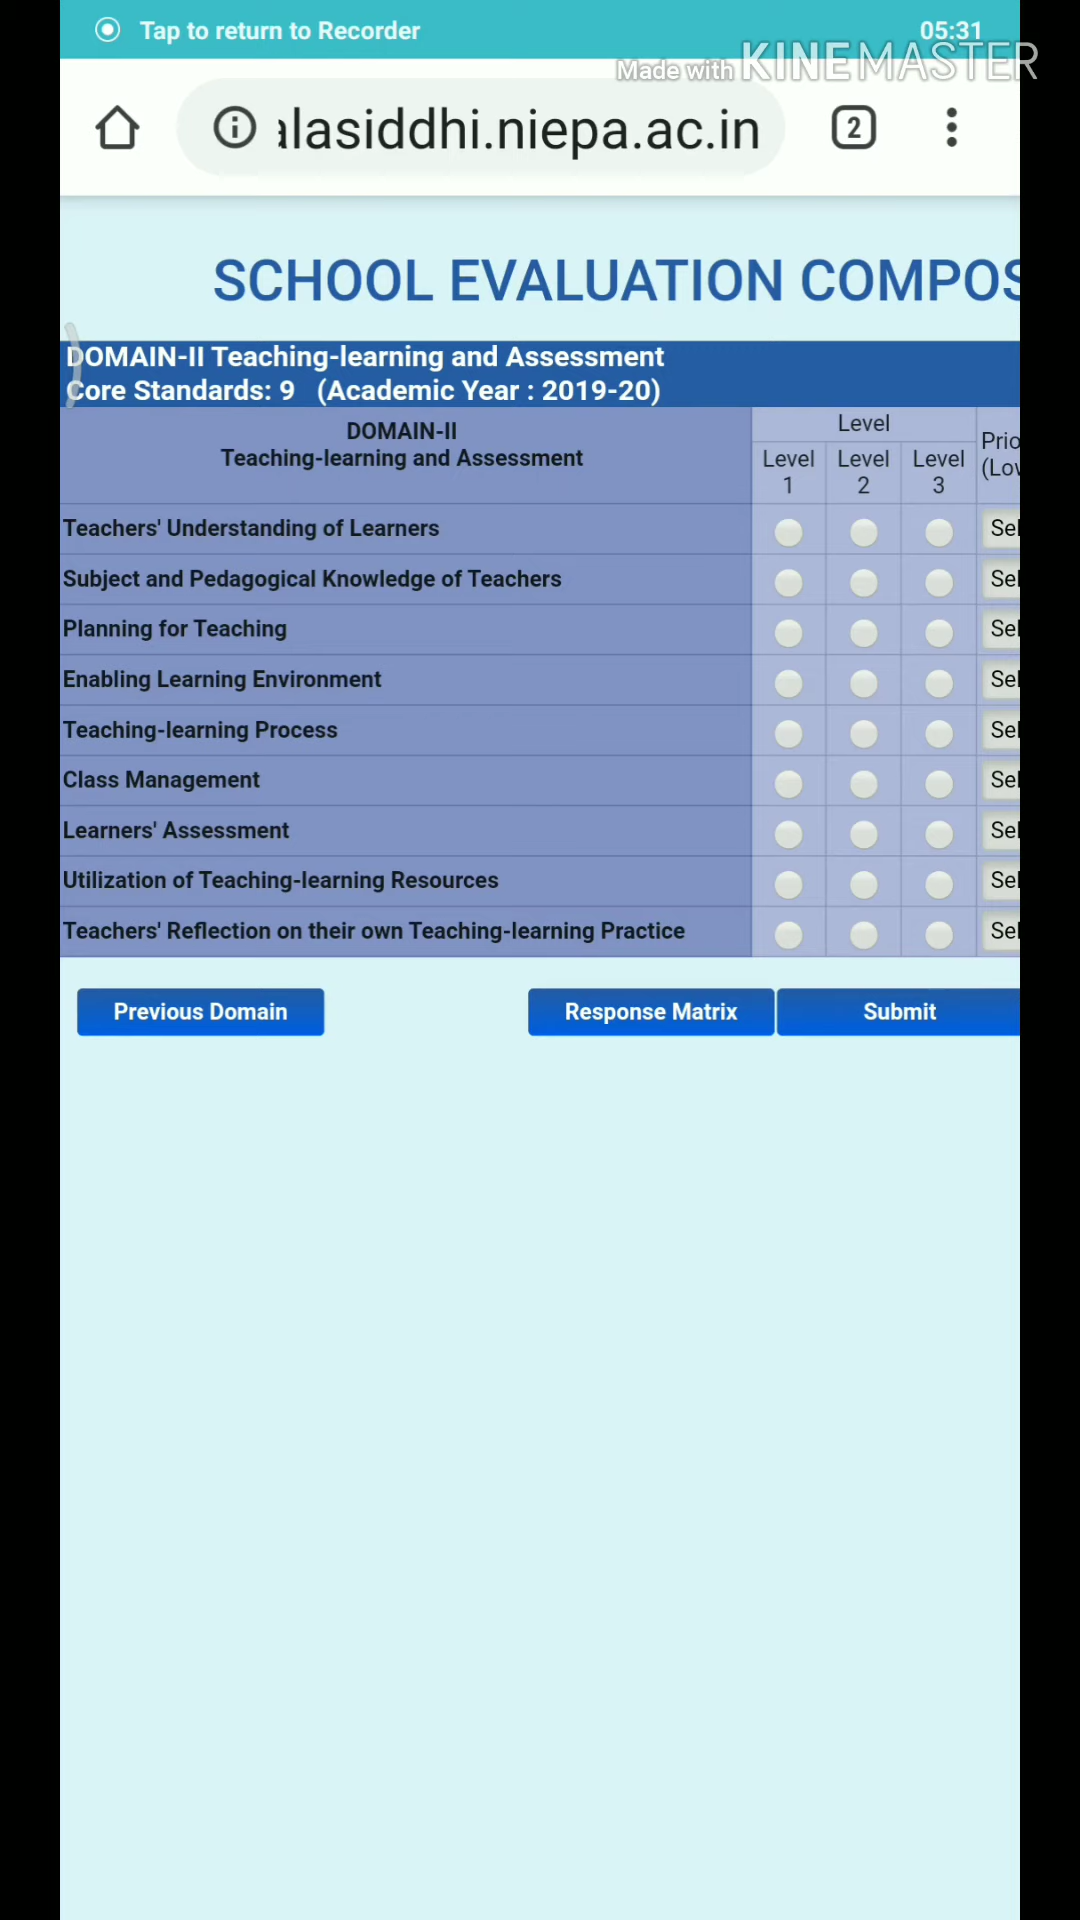 Tap to return to Recorder
05:31
Made with KINEMASTER
alasiddhi.niepa.ac.in
2
SCHOOL EVALUATION COMPOS
DOMAIN-II Teaching-learning and Assessment
Core Standards: 9 (Academic Year : 2019-20)
DOMAIN-II
Teaching-learning and Assessment
Level
Level 1
Level 2
Level 3
Prio
(Lov
Teachers' Understanding of Learners
Sel
Subject and Pedagogical Knowledge of Teachers
Sel
Planning for Teaching
Sel
Enabling Learning Environment
Sel
Teaching-learning Process
Sel
Class Management
Sel
Learners' Assessment
Sel
Utilization of Teaching-learning Resources
Sel
Teachers' Reflection on their own Teaching-learning Practice
Sel
Previous Domain
Response Matrix
Submit